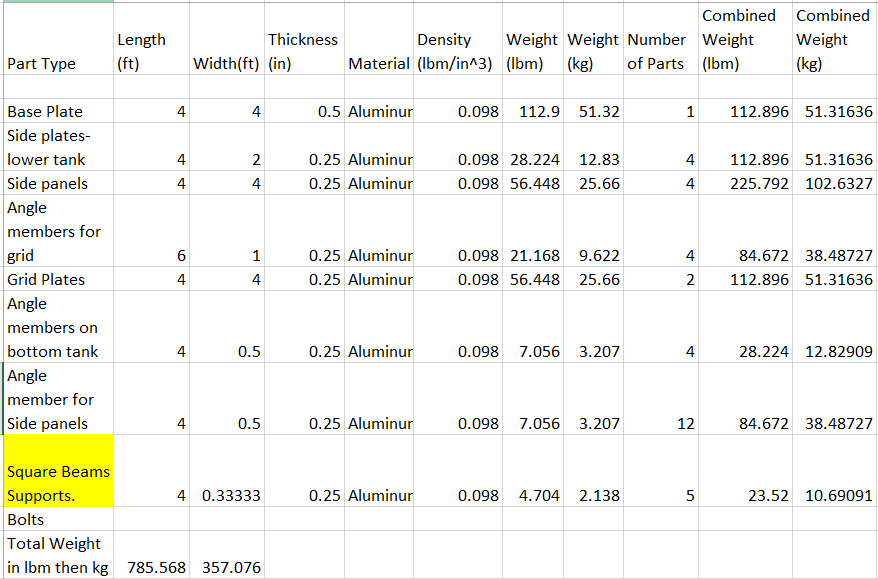 Combined Combined
Length Thickness Density Weight Weight Number Weight Weight
Part Type (ft) Width(ft) (in) Material (lbm/in^3) (lbm) (kg) of Parts (lbm) (kg)
Base Plate 4 4 0.5 Aluminur 0.098 112.9 51.32 1 112.896 51.31636
Side plates-
lower tank 4 2 0.25 Aluminur 0.098 28.224 12.83 4 112.896 51.31636
Side panels 4 4 0.25 Aluminur 0.098 56.448 25.66 4 225.792 102.6327
Angle
members for
grid 6 1 0.25 Aluminur 0.098 21.168 9.622 4 84.672 38.48727
Grid Plates 4 4 0.25 Aluminur 0.098 56.448 25.66 2 112.896 51.31636
Angle
members on
bottom tank 4 0.5 0.25 Aluminur 0.098 7.056 3.207 4 28.224 12.82909
Angle
member for
Side panels 4 0.5 0.25 Aluminur 0.098 7.056 3.207 12 84.672 38.48727
Square Beams
Supports. 4 0.33333 0.25 Aluminur 0.098 4.704 2.138 5 23.52 10.69091
Bolts
Total Weight
in lbm then kg 785.568 357.076